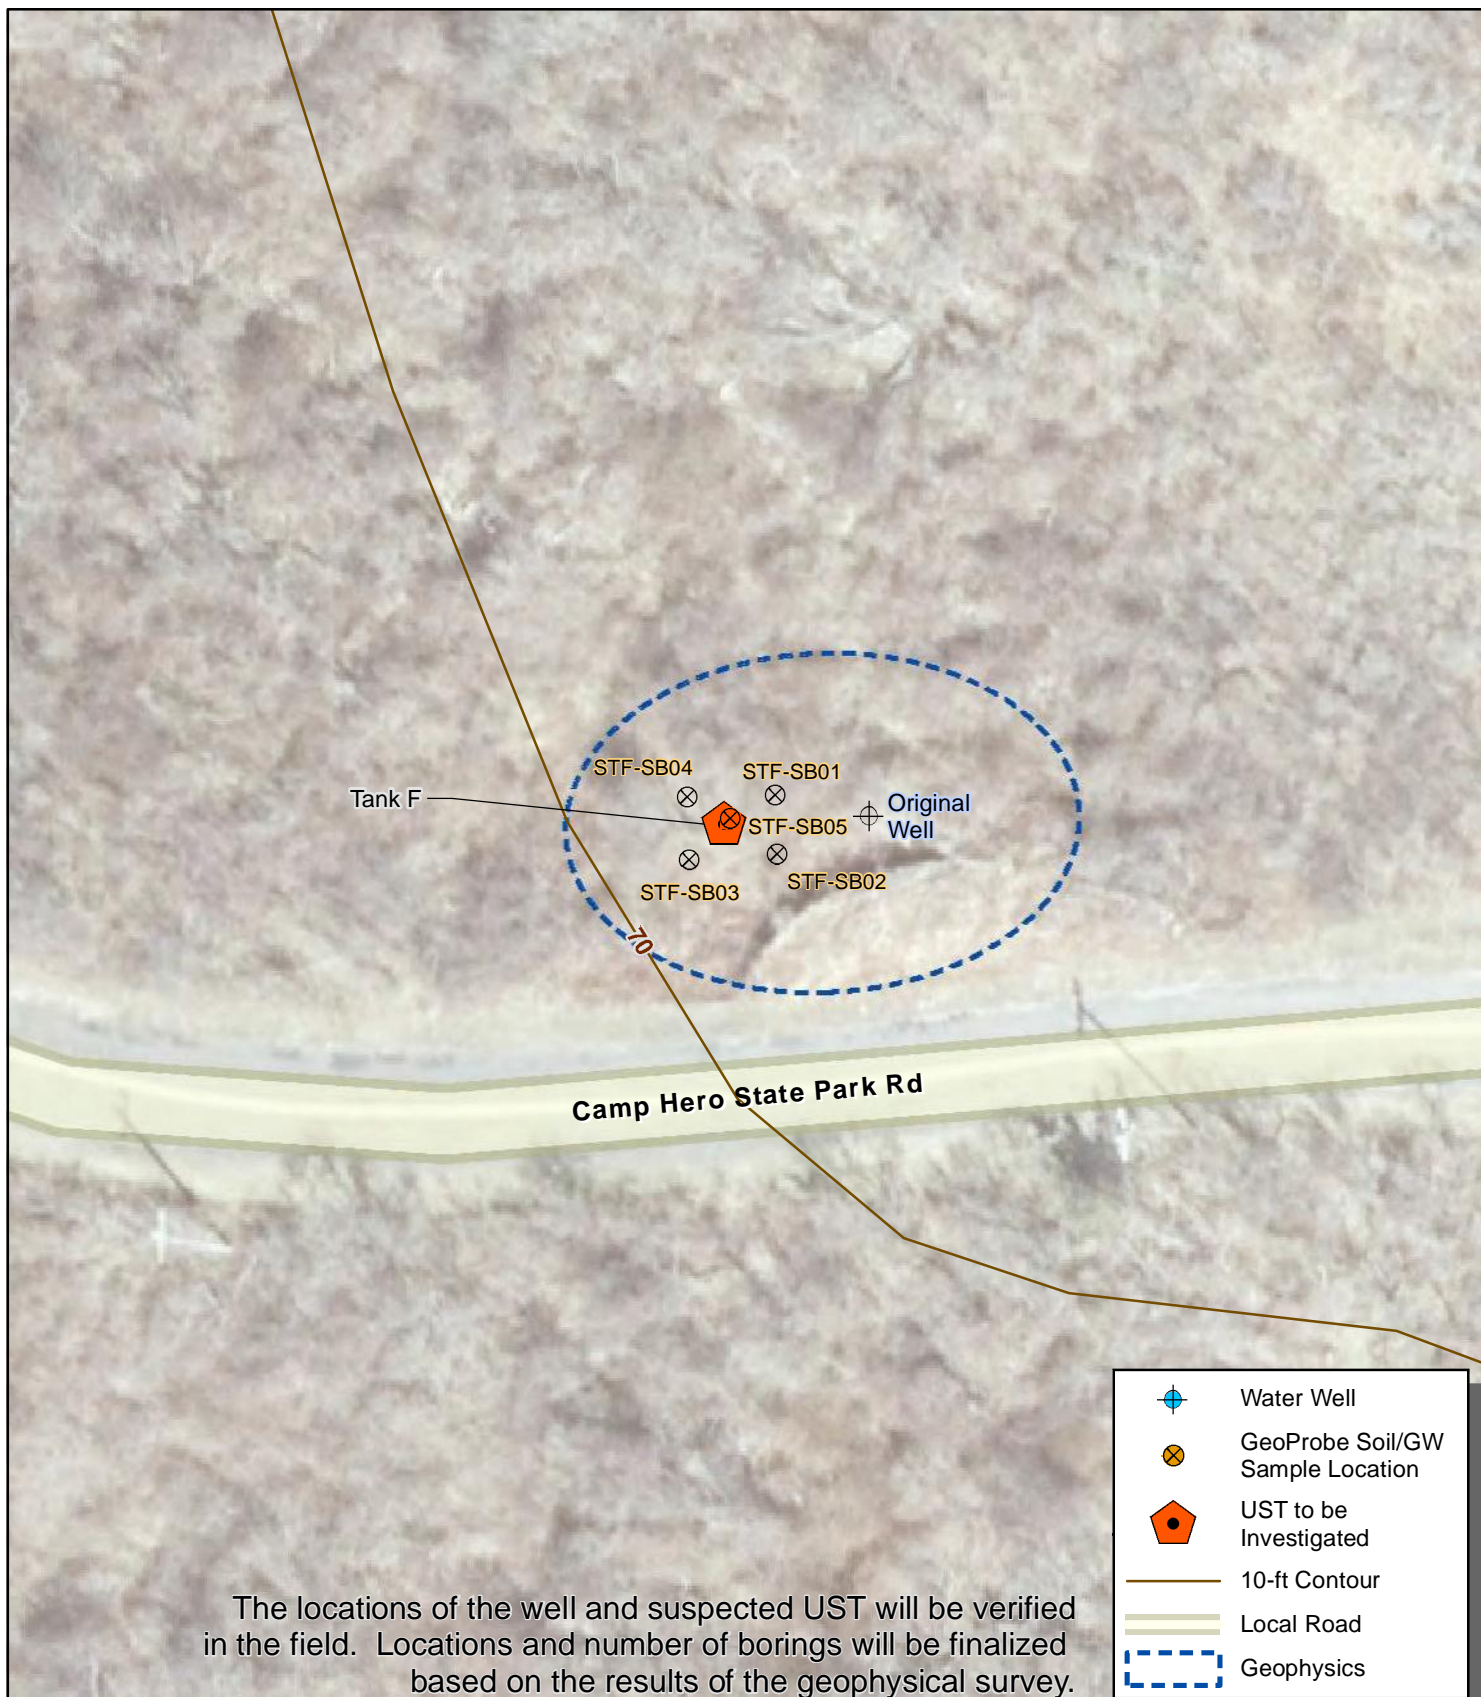 STF-SB04
STF-SB01
Tank F
Original
Well
STF-SB05
STF-SB02
STF-SB03
70
Camp Hero State Park Rd
Water Well
GeoProbe Soil/GW
Sample Location
UST to be
Investigated
10-ft Contour
Local Road
Geophysics
The locations of the well and suspected UST will be verified
in the field.  Locations and number of borings will be finalized
based on the results of the geophysical survey.